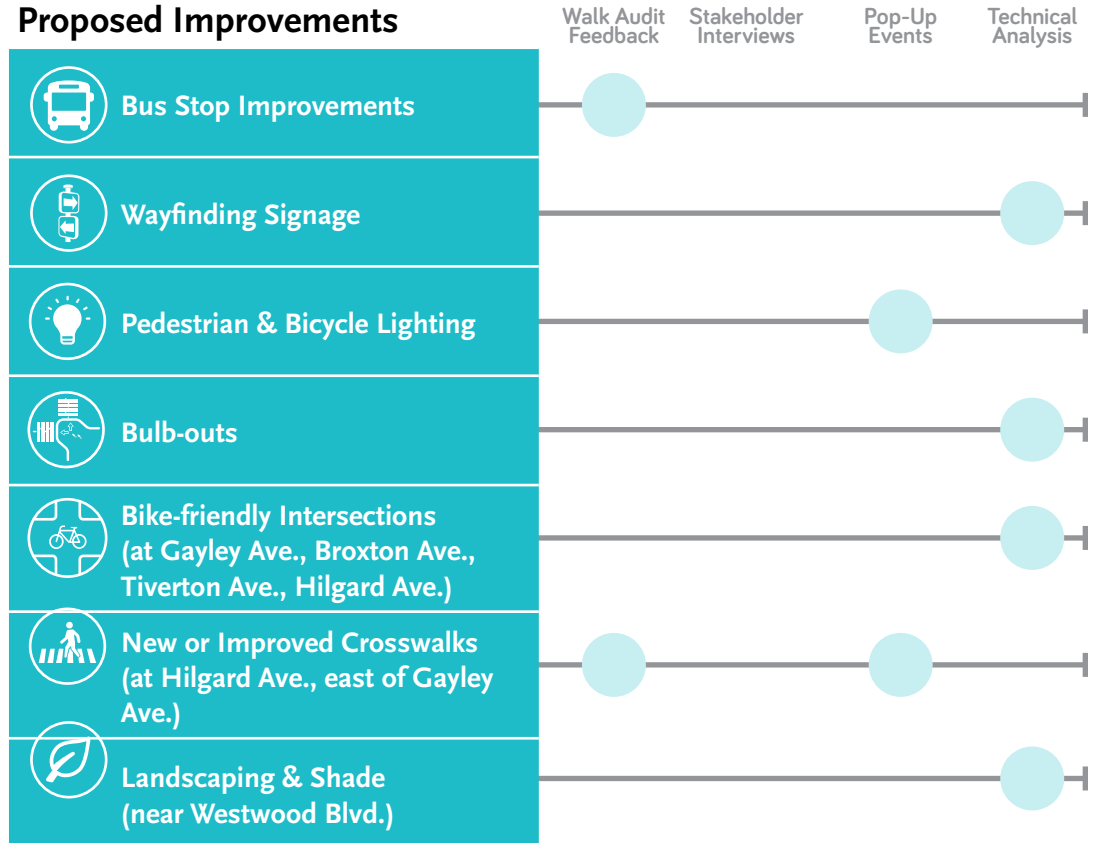 Proposed Improvements
Walk Audit
Feedback
Stakeholder
Interviews
Pop-Up
Events
Technical
Analysis
Bus Stop Improvements
Wayfinding Signage
Pedestrian & Bicycle Lighting
Bulb-outs
Bike-friendly Intersections
(at Gayley Ave., Broxton Ave.,
Tiverton Ave., Hilgard Ave.)
New or Improved Crosswalks
(at Hilgard Ave., east of Gayley
Ave.)
Landscaping & Shade
(near Westwood Blvd.)